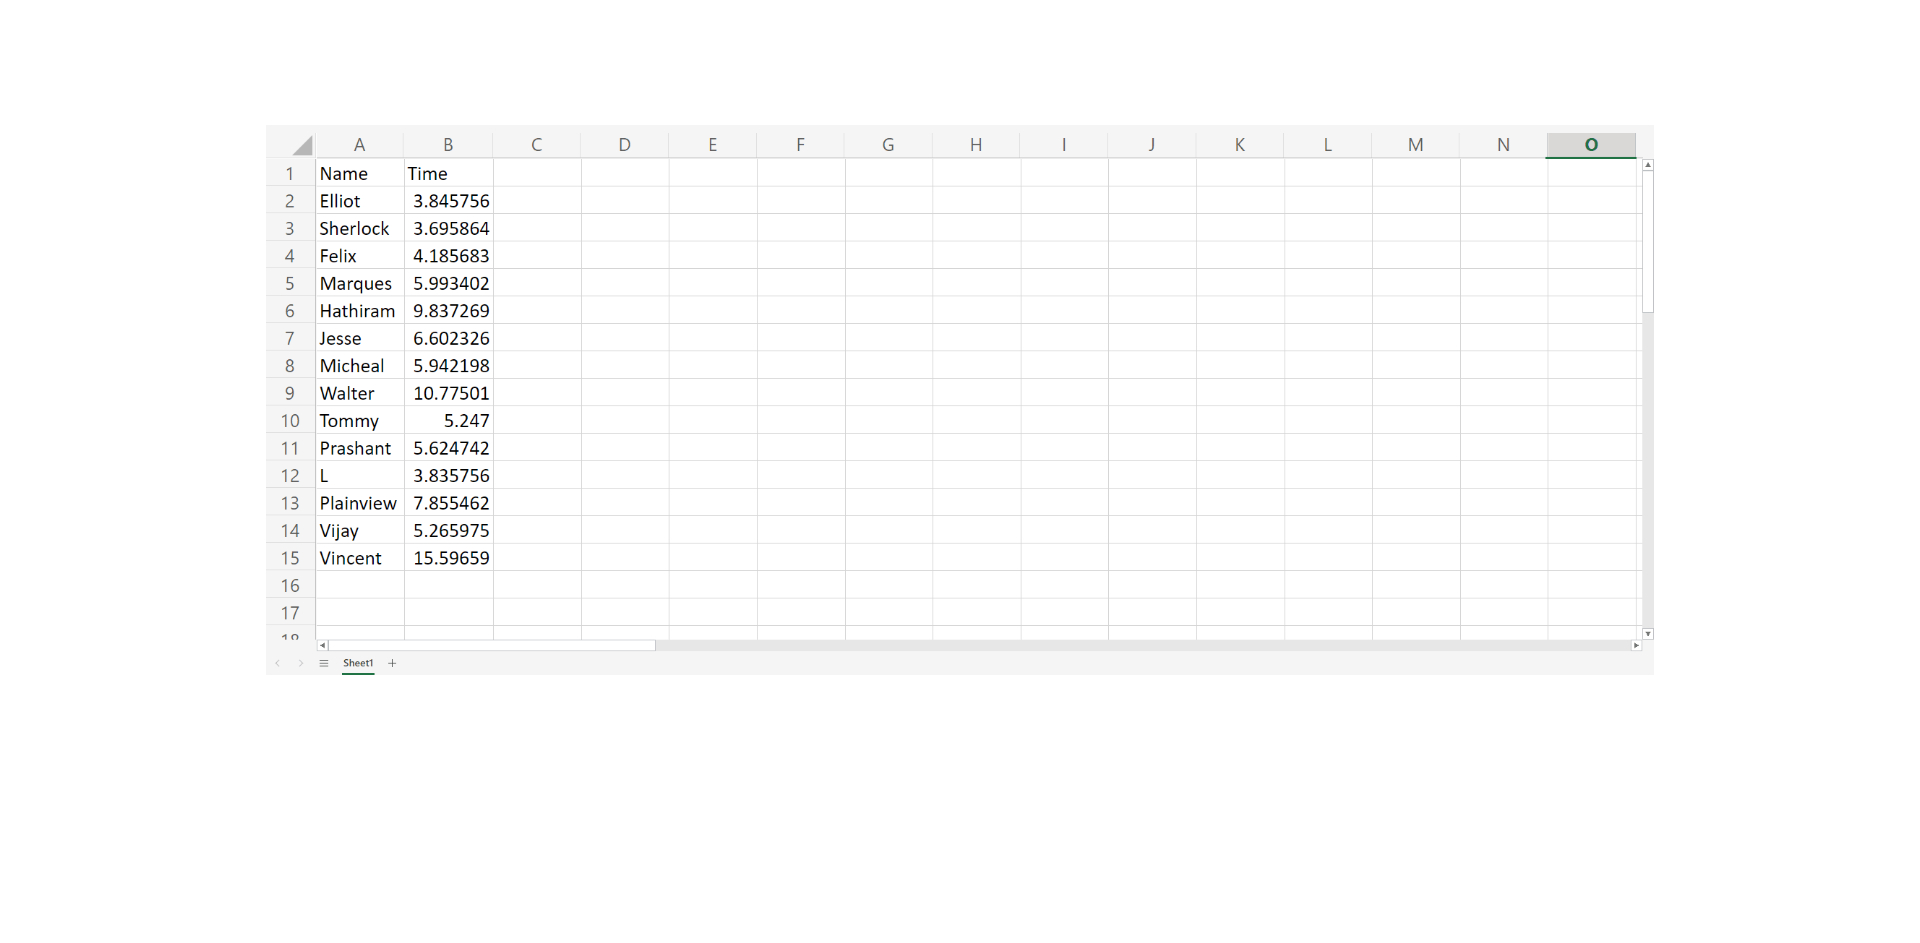 A B C D E F G H I J K L M N O
1 Name Time
2 Elliot 3.845756
3 Sherlock 3.695864
4 Felix 4.185683
5 Marques 5.993402
6 Hathiram 9.837269
7 Jesse 6.602326
8 Micheal 5.942198
9 Walter 10.77501
10 Tommy 5.247
11 Prashant 5.624742
12 L 3.835756
13 Plainview 7.855462
14 Vijay 5.265975
15 Vincent 15.59659
16
17
18
Sheet1